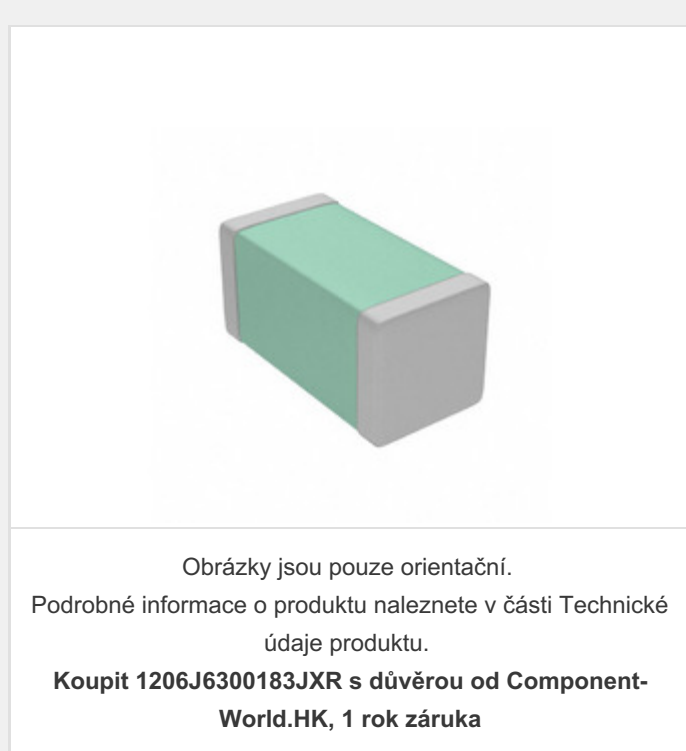 Obrázky jsou pouze orientační.
Podrobné informace o produktu naleznete v části Technické
údaje produktu.
Koupit 1206J6300183JXR s důvěrou od Component-
World.HK, 1 rok záruka